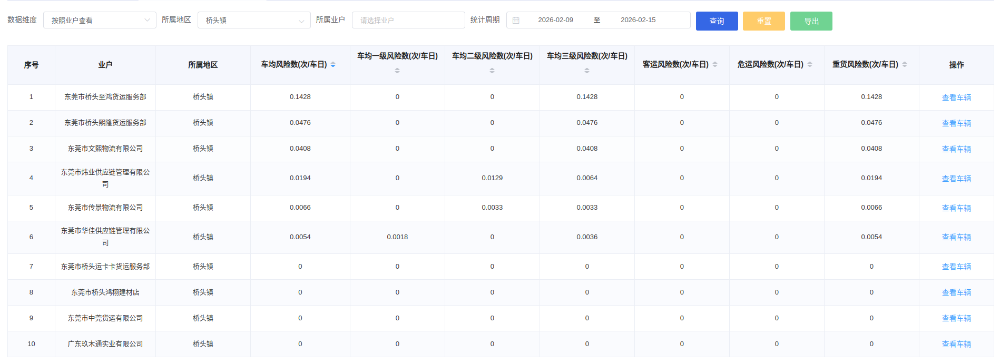 数据维度 按照业户查看 所属地区 桥头镇 所属业户 请选择业户 统计周期 2026-02-09 至 2026-02-15 查询 重置 导出
序号 业户 所属地区 车均风险数(次/车日) 车均一级风险数(次/车日) 车均二级风险数(次/车日) 车均三级风险数(次/车日) 客运风险数(次/车日) 危运风险数(次/车日) 重货风险数(次/车日) 操作
1 东莞市桥头至鸿货运服务部 桥头镇 0.1428 0 0 0.1428 0 0 0.1428 查看车辆
2 东莞市桥头熙隆货运服务部 桥头镇 0.0476 0 0 0.0476 0 0 0.0476 查看车辆
3 东莞市文熙物流有限公司 桥头镇 0.0408 0 0 0.0408 0 0 0.0408 查看车辆
4 东莞市炜业供应链管理有限公
司 桥头镇 0.0194 0 0.0129 0.0064 0 0 0.0194 查看车辆
5 东莞市传景物流有限公司 桥头镇 0.0066 0 0.0033 0.0033 0 0 0.0066 查看车辆
6 东莞市华佳供应链管理有限公
司 桥头镇 0.0054 0.0018 0 0.0036 0 0 0.0054 查看车辆
7 东莞市桥头运卡卡货运服务部 桥头镇 0 0 0 0 0 0 0 查看车辆
8 东莞市桥头鸿栩建材店 桥头镇 0 0 0 0 0 0 0 查看车辆
9 东莞市中莞货运有限公司 桥头镇 0 0 0 0 0 0 0 查看车辆
10 广东玖木通实业有限公司 桥头镇 0 0 0 0 0 0 0 查看车辆